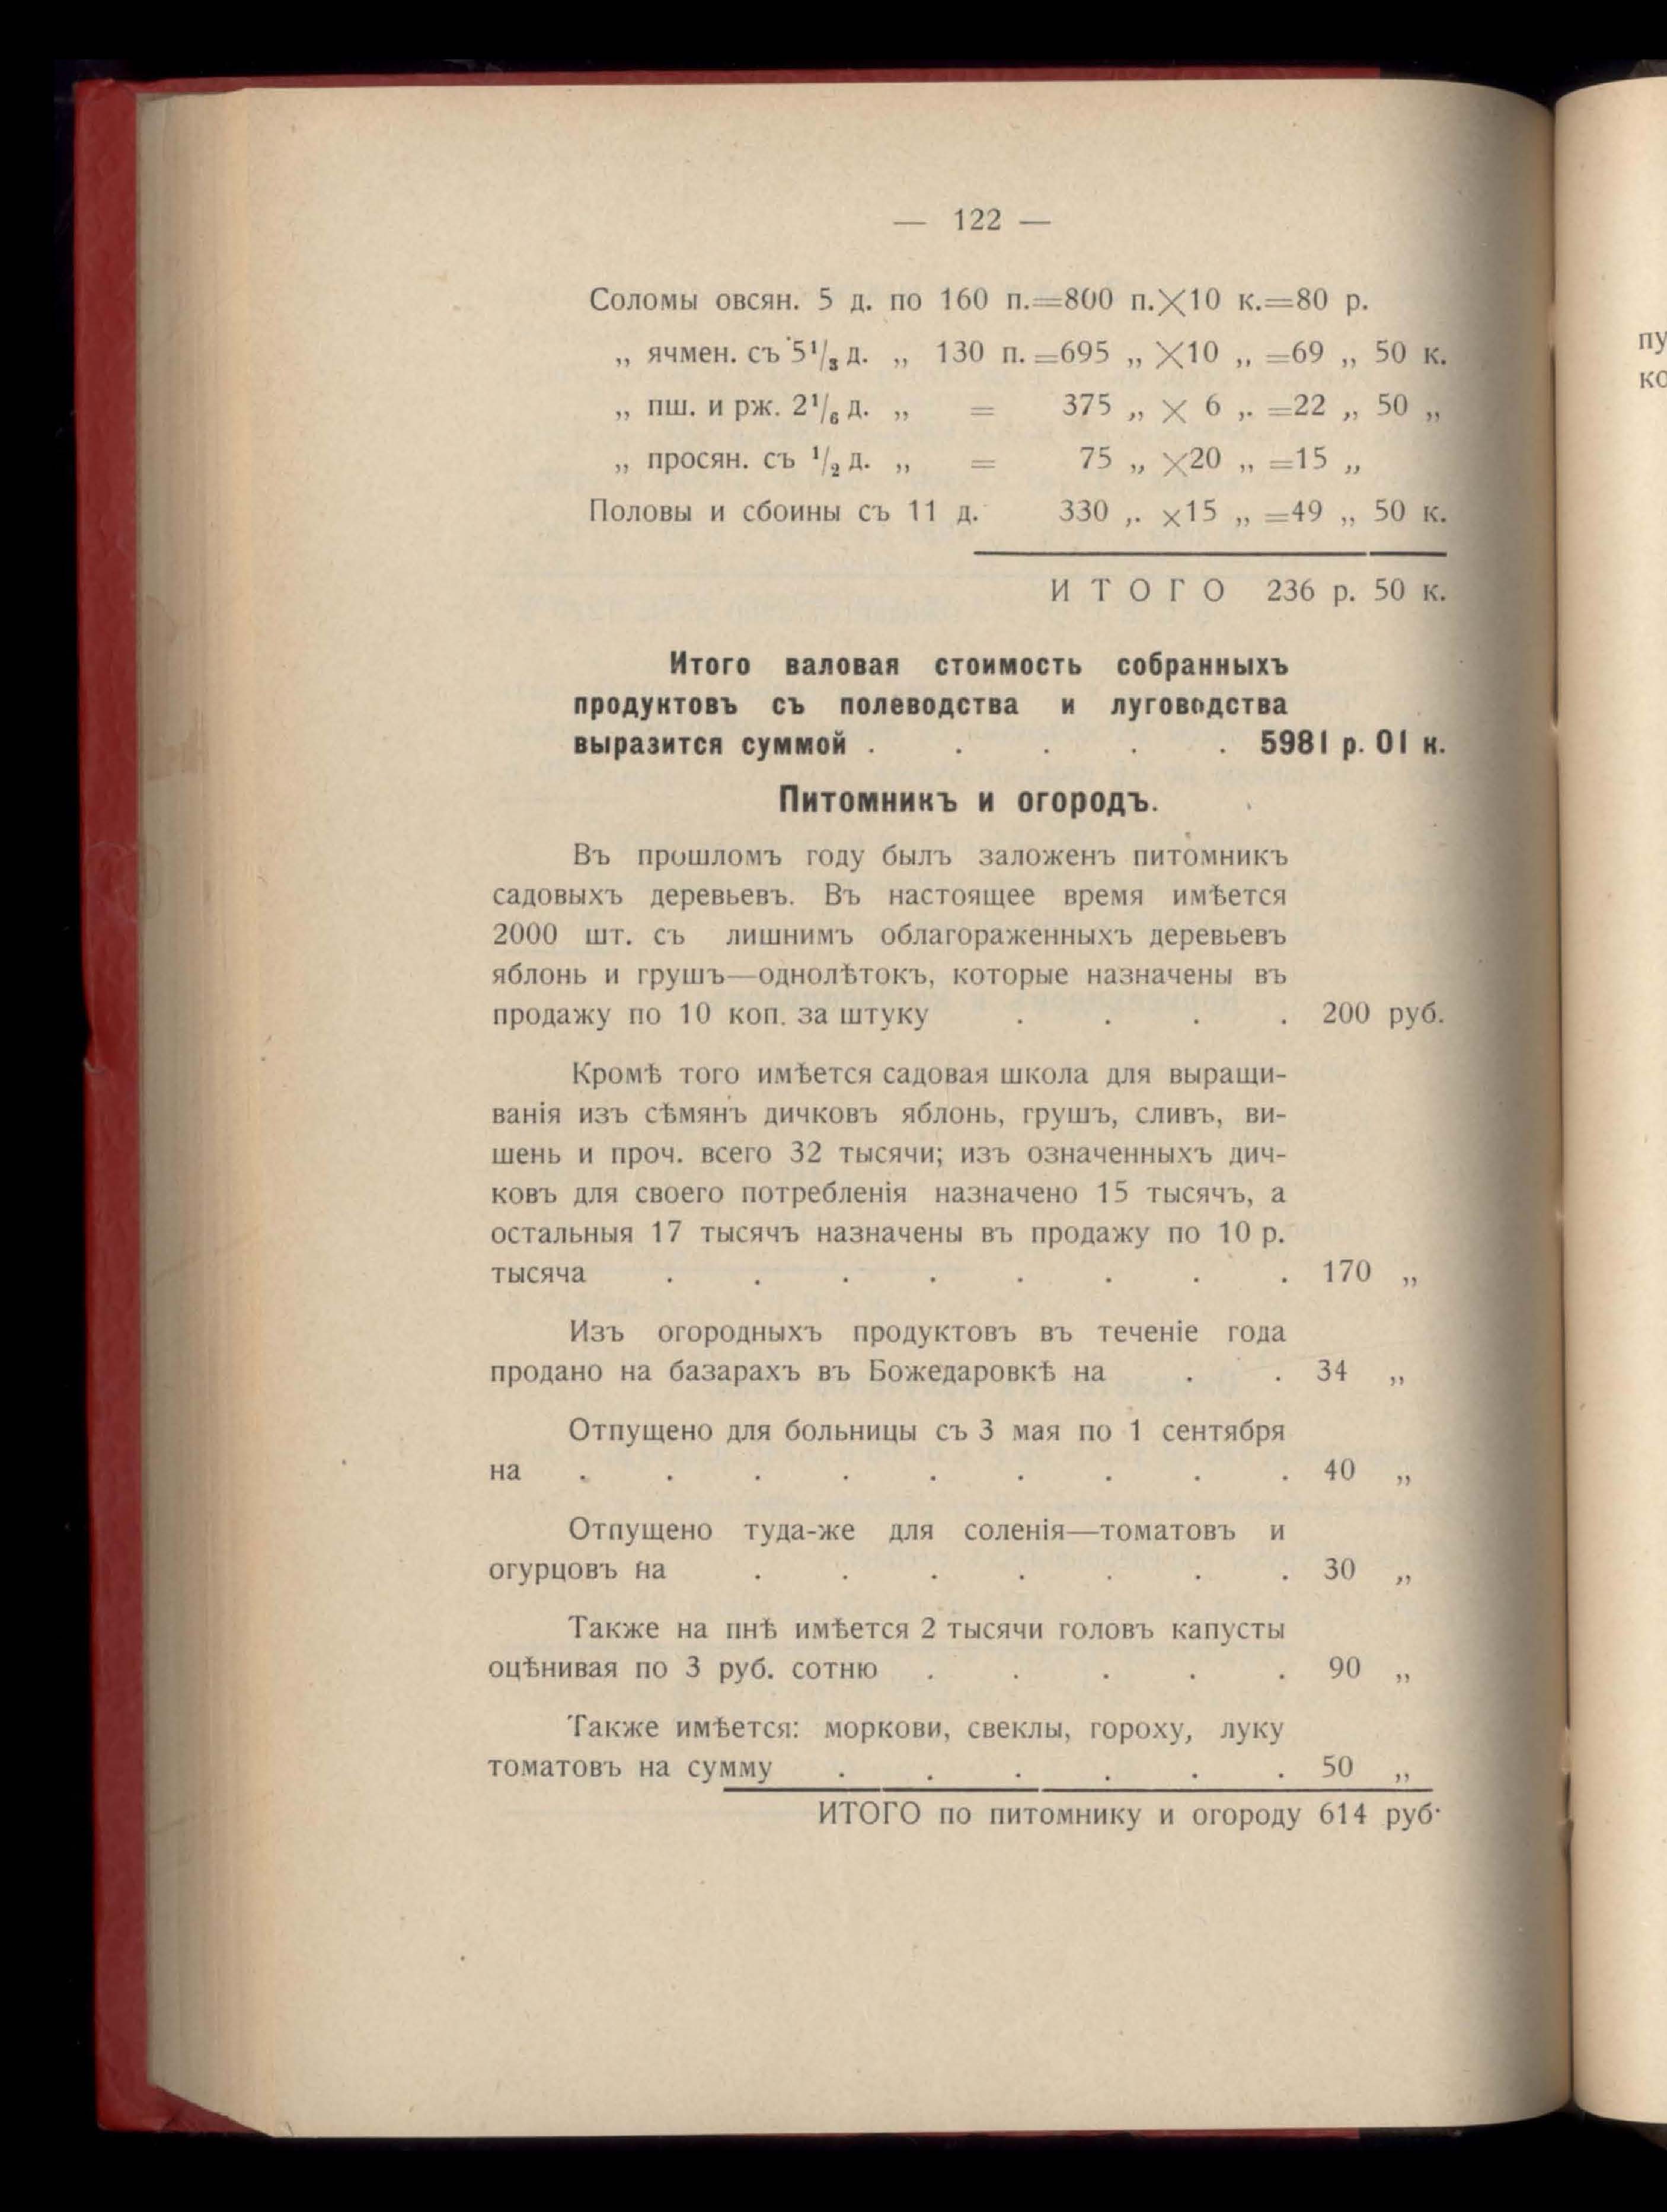 — 122 —
Соломы овсян. 5 д. по 160 п.=800 п.×10 к.=80 р.
„ ячмен. съ 5¹/₃ д. „ 130 п.=695 „ ×10 „ =69 „ 50 к.
„ пш. и рж. 2¹/₆ д. „ = 375 „ × 6 „. =22 „ 50 „
„ просян. съ ¹/₂ д. „ = 75 „ ×20 „ =15 „
Половы и сбоины съ 11 д. 330 „. ×15 „ =49 „ 50 к.
ИТОГО 236 р. 50 к.
Итого валовая стоимость собранныхъ
продуктовъ съ полеводства и луговодства
выразится суммой . . . . . 5981 р. 01 к.
Питомникъ и огородъ.
Въ прошломъ году былъ заложенъ питомникъ
садовыхъ деревьевъ. Въ настоящее время имѣется
2000 шт. съ лишнимъ облагораженныхъ деревьевъ
яблонь и грушъ—однолѣтокъ, которые назначены въ
продажу по 10 коп. за штуку . . . . 200 руб.
Кромѣ того имѣется садовая школа для выращи-
ванія изъ сѣмянъ дичковъ яблонь, грушъ, сливъ, ви-
шень и проч. всего 32 тысячи; изъ означенныхъ дич-
ковъ для своего потребленія назначено 15 тысячъ, а
остальныя 17 тысячъ назначены въ продажу по 10 р.
тысяча . . . . . . . . 170 „
Изъ огородныхъ продуктовъ въ теченіе года
продано на базарахъ въ Божедаровкѣ на . . 34 „
Отпущено для больницы съ 3 мая по 1 сентября
на . . . . . . . . . 40 „
Отпущено туда-же для соленія—томатовъ и
огурцовъ на . . . . . . . 30 „
Также на пнѣ имѣется 2 тысячи головъ капусты
оцѣнивая по 3 руб. сотню . . . . . 90 „
Также имѣется: моркови, свеклы, гороху, луку
томатовъ на сумму . . . . . . 50 „
ИТОГО по питомнику и огороду 614 руб·
пу
ко